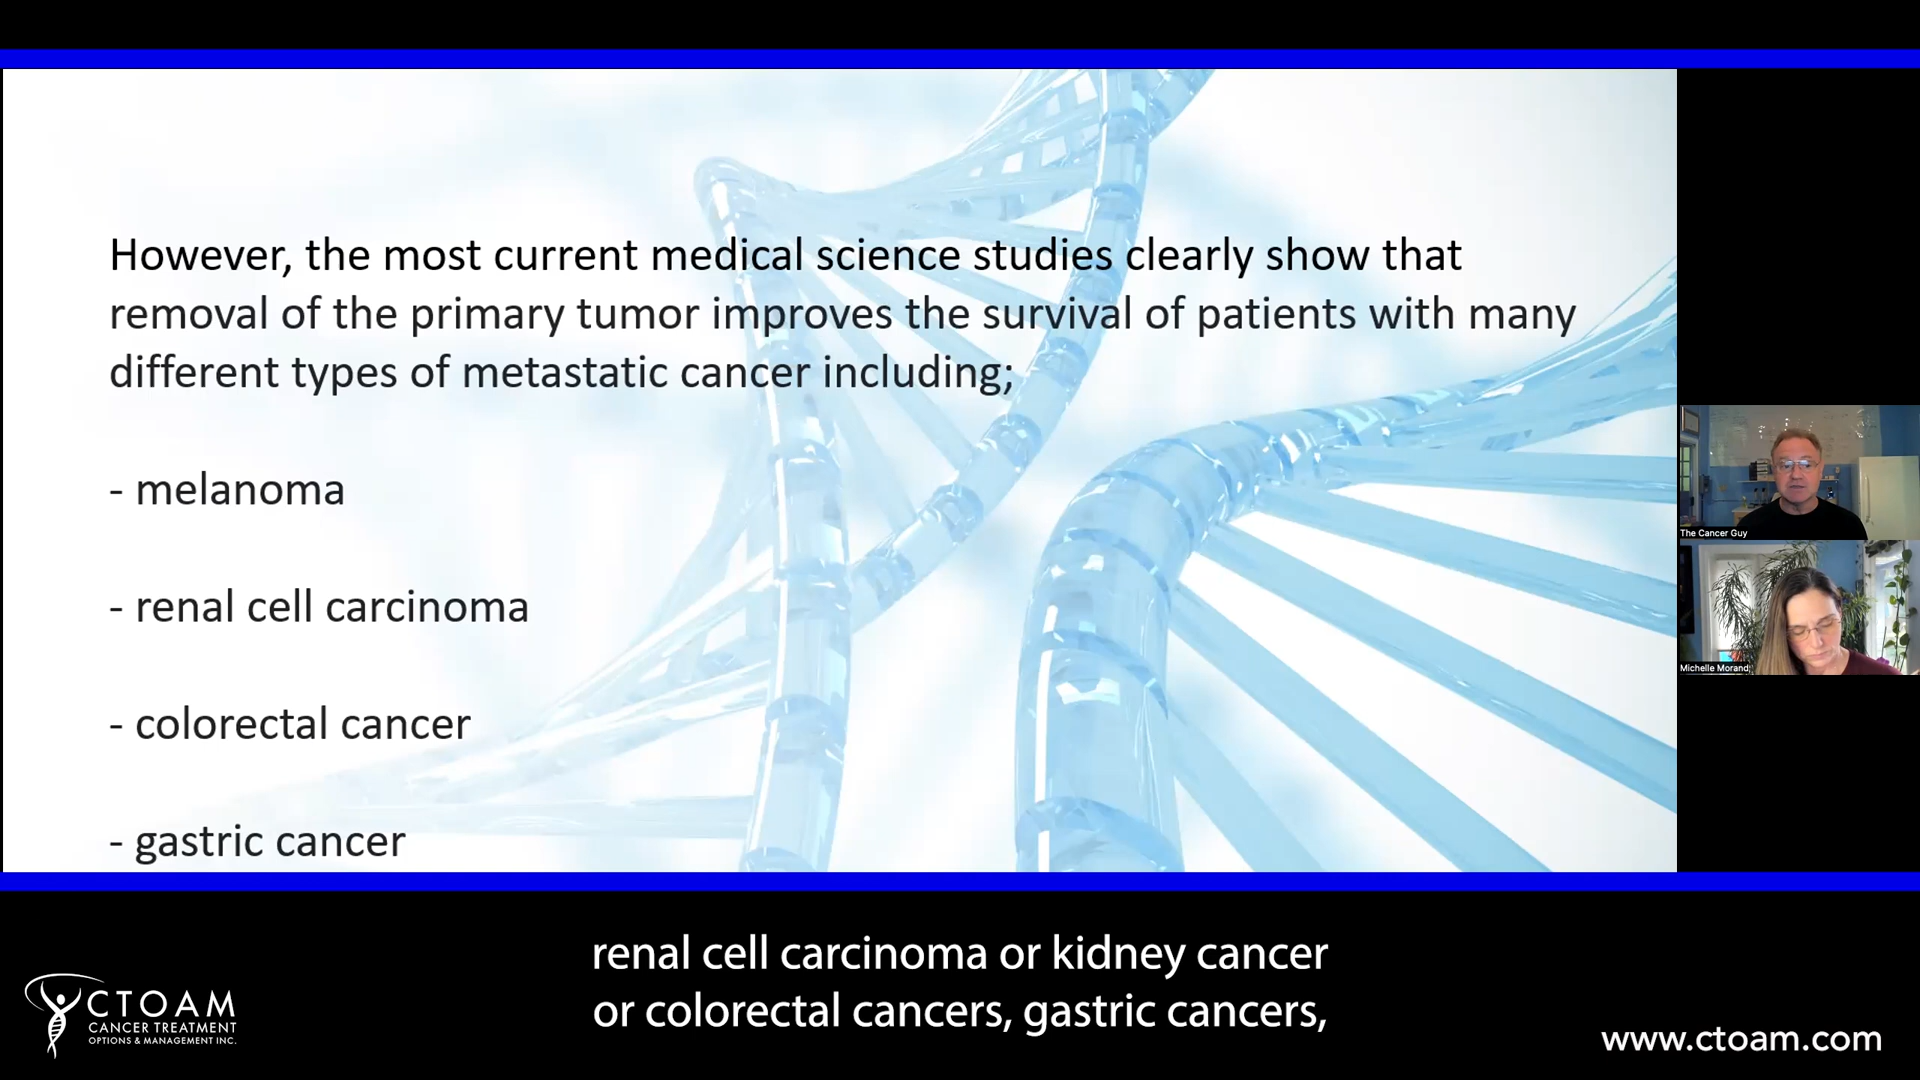 However, the most current medical science studies clearly show that
removal of the primary tumor improves the survival of patients with many
different types of metastatic cancer including;
- melanoma
- renal cell carcinoma
- colorectal cancer
- gastric cancer
The Cancer Guy
Michelle Morand
renal cell carcinoma or kidney cancer
or colorectal cancers, gastric cancers,
CTOAM
CANCER TREATMENT
OPTIONS & MANAGEMENT INC.
www.ctoam.com